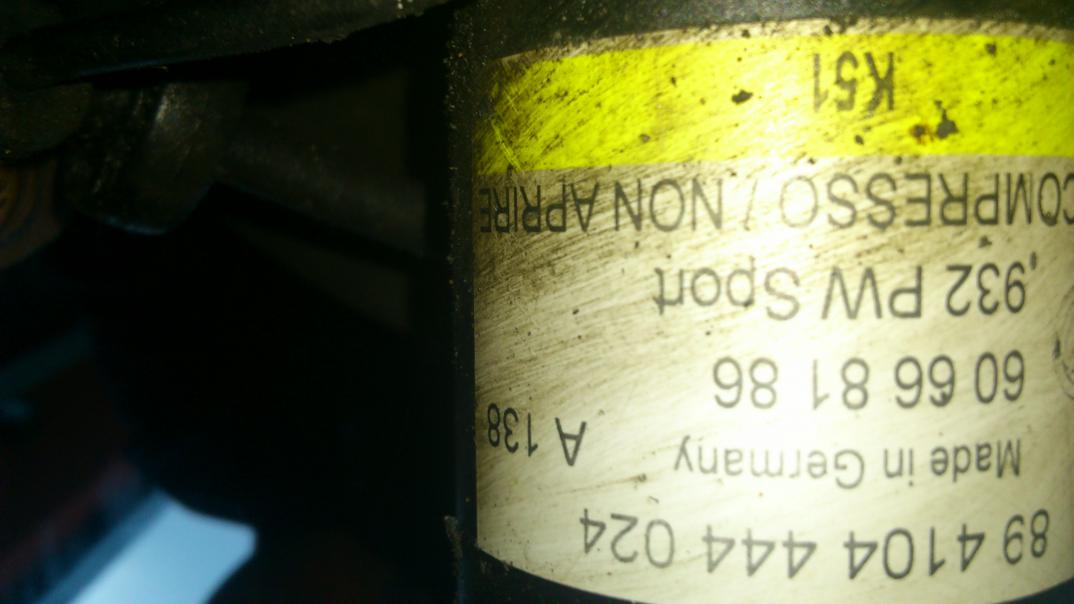 89 4104 444 024
Made in Germany
A 138
60 66 81 86
932 PW Sport
COMPRESSO / NON APRIRE
K51